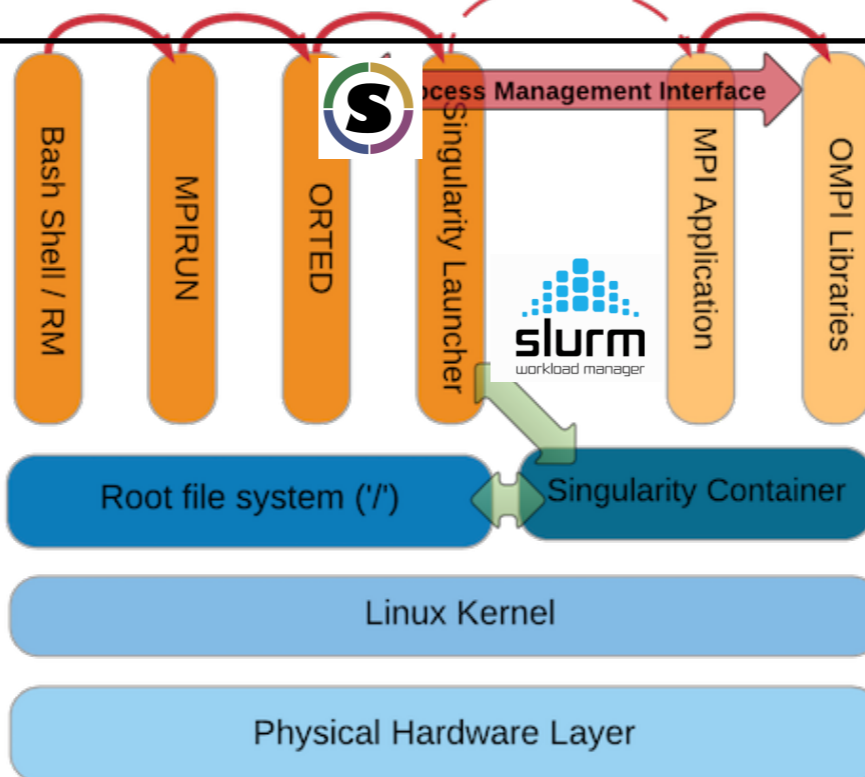 Bash Shell / RM
MPIRUN
ORTED
Singularity Launcher
S
Management Interface
MPI Application
OMPI Libraries
slurm
workload manager
Root file system ('/')
Singularity Container
Linux Kernel
Physical Hardware Layer